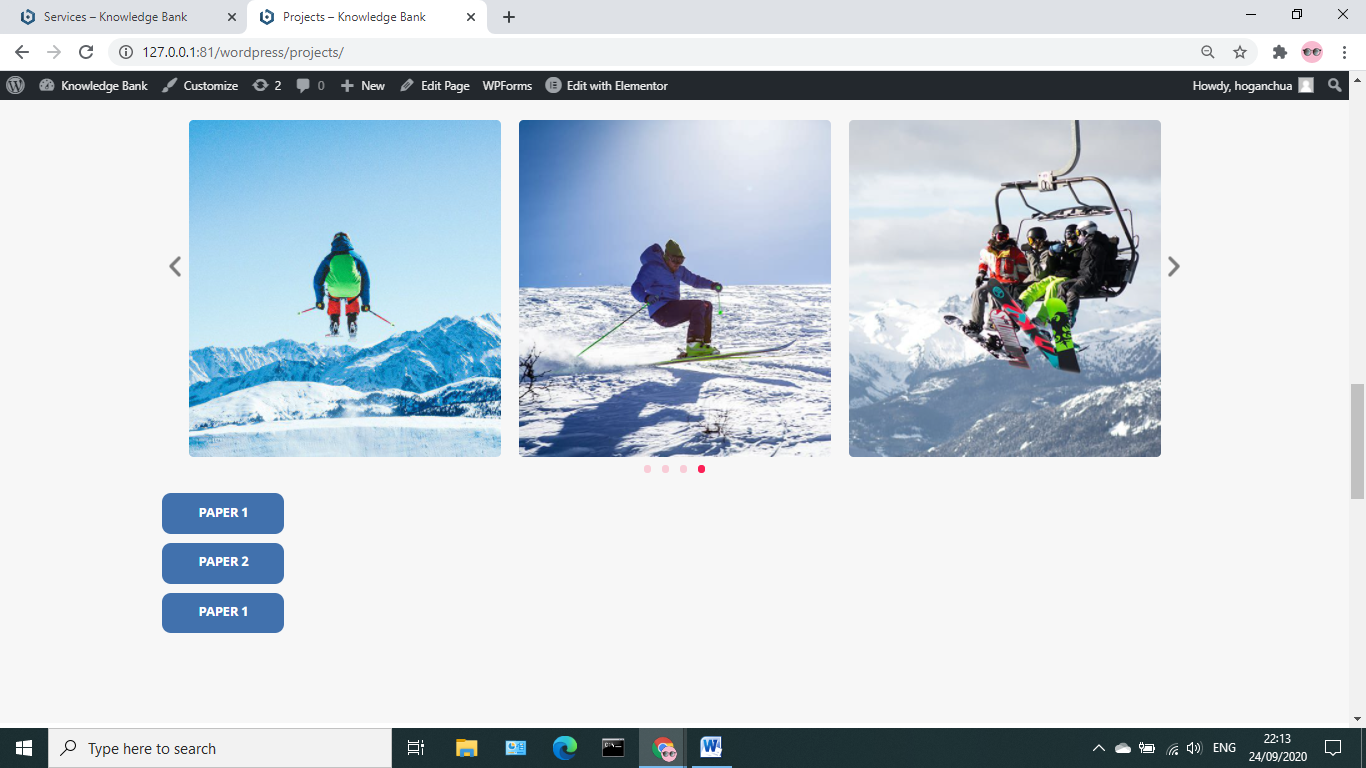 Services – Knowledge Bank
Projects – Knowledge Bank
127.0.0.1:81/wordpress/projects/
Knowledge Bank Customize 2 0 New Edit Page WPForms Edit with Elementor Howdy, hoganchua
PAPER 1
PAPER 2
PAPER 1
Type here to search
ENG
22:13
24/09/2020